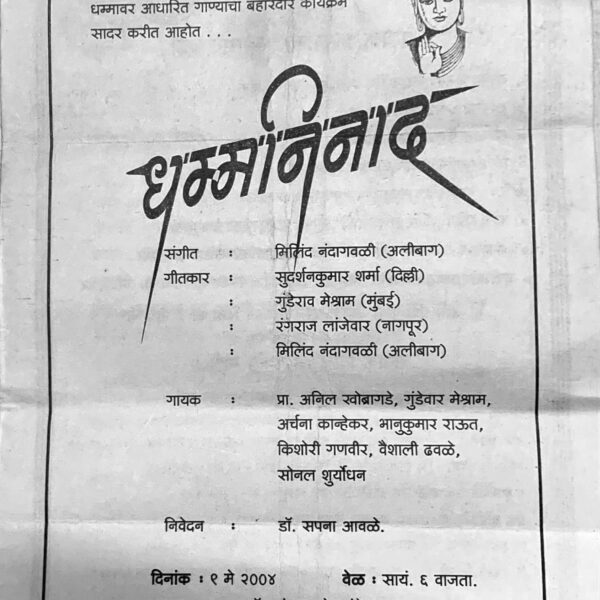 धम्मावर आधारित गाण्यांचा बहारदार कार्यक्रम
सादर करीत आहोत . . .
धम्मनिनाद
संगीत : मिलिंद नंदागवळी (अलीबाग)
गीतकार : सुदर्शनकुमार शर्मा (दिल्ली)
: गुंडेराव मेश्राम (मुंबई)
: रंगराज लांजेवार (नागपूर)
: मिलिंद नंदागवळी (अलीबाग)
गायक : प्रा. अनिल खोब्रागडे, गुंडेवार मेश्राम,
अर्चना कान्हेकर, भानुकुमार राऊत,
किशोरी गणवीर, वैशाली ढवळे,
सोनल शुर्योधन
निवेदन : डॉ. सपना आवळे.
दिनांक : ९ मे २००४ वेळ : सायं. ६ वाजता.